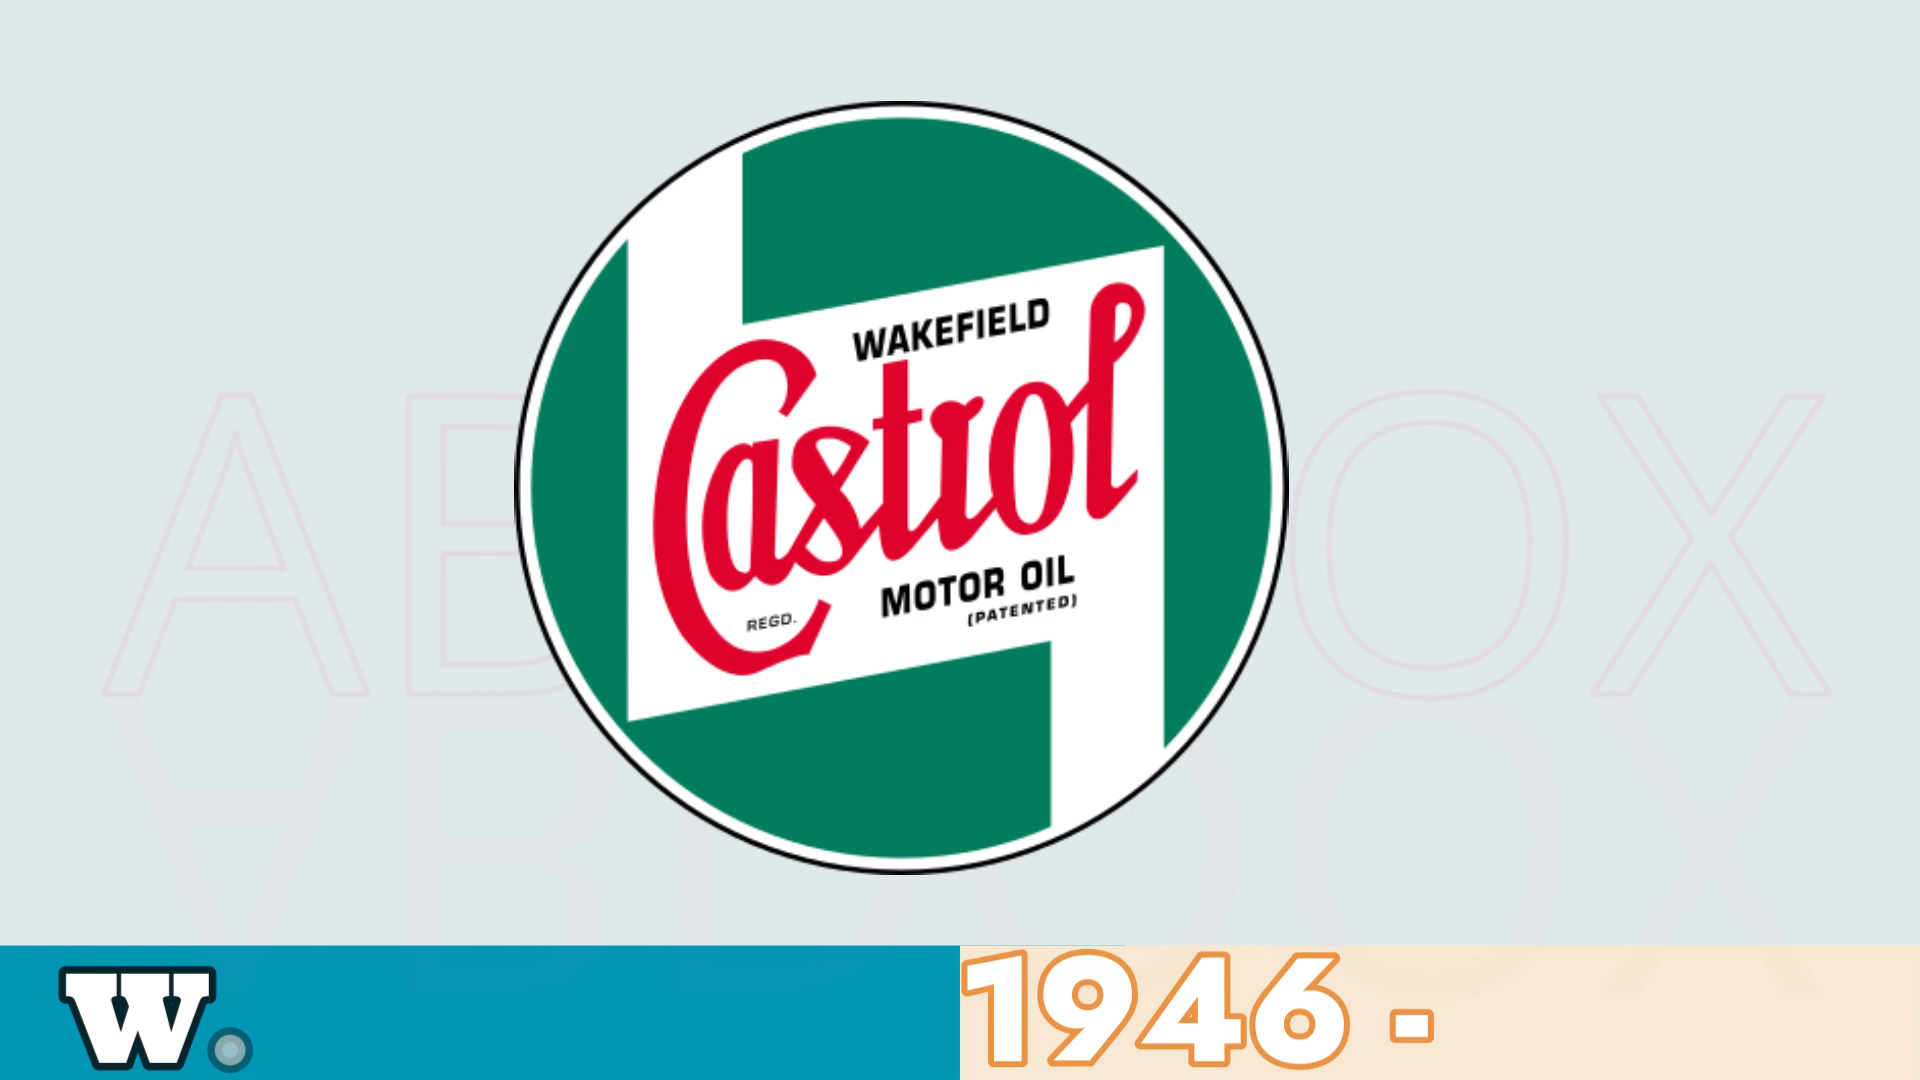 WAKEFIELD
Castrol
MOTOR OIL
(PATENTED)
REGD.
W.
1946 -